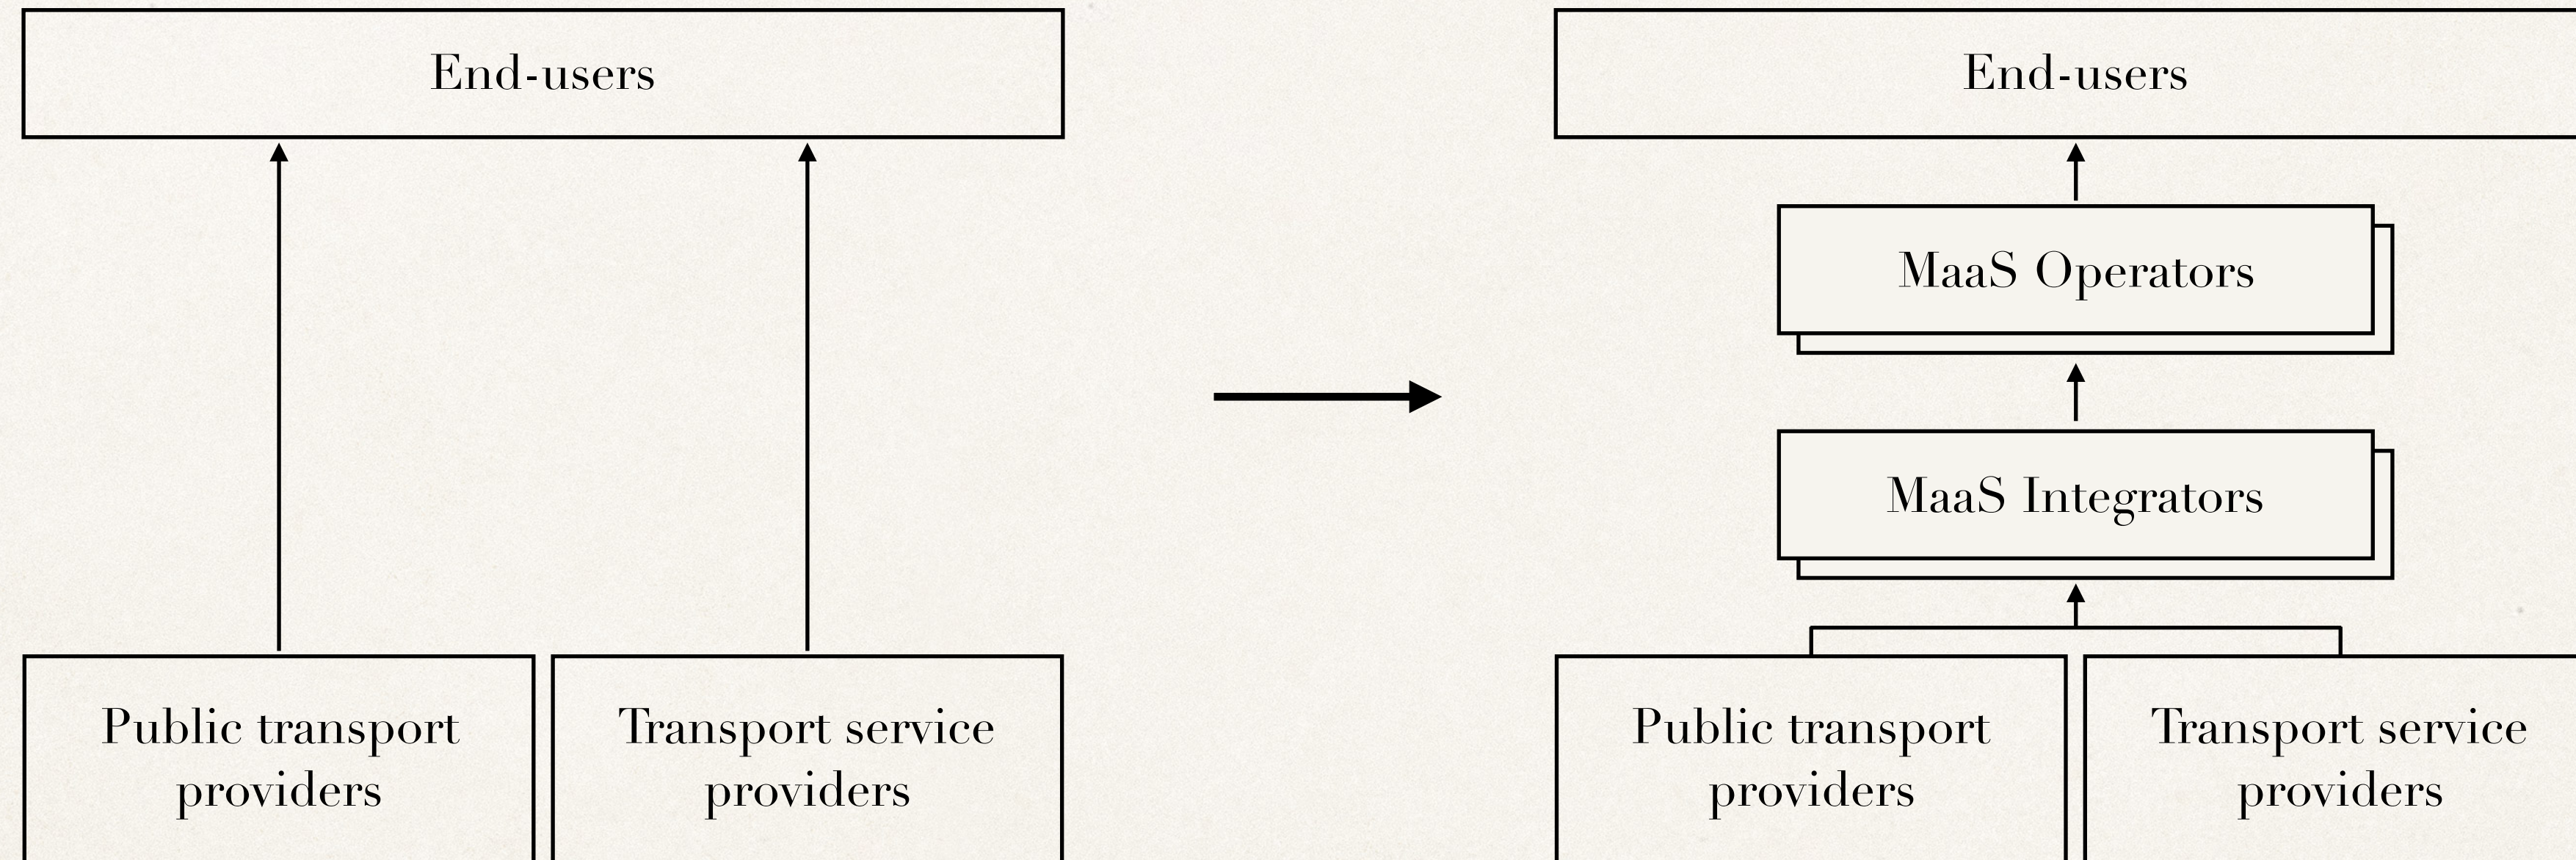 End-users
Public transport
providers
Transport service
providers
End-users
MaaS Operators
MaaS Integrators
Public transport
providers
Transport service
providers